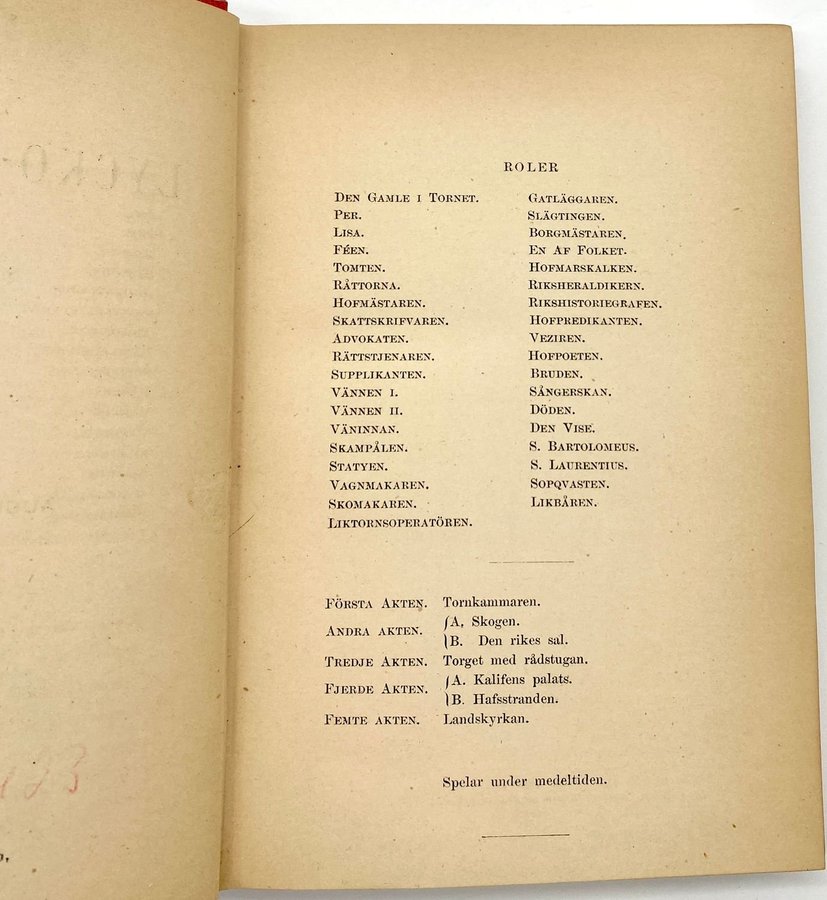 ROLER
DEN GAMLE I TORNET.
PER.
LISA.
FÉEN.
TOMTEN.
RÅTTORNA.
HOFMÄSTAREN.
SKATTSKRIFVAREN.
ADVOKATEN.
RÄTTSTJENAREN.
SUPPLIKANTEN.
VÄNNEN I.
VÄNNEN II.
VÄNINNAN.
SKAMPÅLEN.
STATYEN.
VAGNMAKAREN.
SKOMAKAREN.
LIKTORNSOPERATÖREN.
GATLÄGGAREN.
SLÄGTINGEN.
BORGMÄSTAREN.
EN AF FOLKET.
HOFMARSKALKEN.
RIKSHERALDIKERN.
RIKSHISTORIEGRAFEN.
HOFPREDIKANTEN.
VEZIREN.
HOFPOETEN.
BRUDEN.
SÅNGERSKAN.
DÖDEN.
DEN VISE.
S. BARTOLOMEUS.
S. LAURENTIUS.
SOPQVASTEN.
LIKBÅREN.
FÖRSTA AKTEN. Tornkammaren.
ANDRA AKTEN. A, Skogen.
B. Den rikes sal.
TREDJE AKTEN. Torget med rådstugan.
FJERDE AKTEN. A. Kalifens palats.
B. Hafsstranden.
FEMTE AKTEN. Landskyrkan.
Spelar under medeltiden.